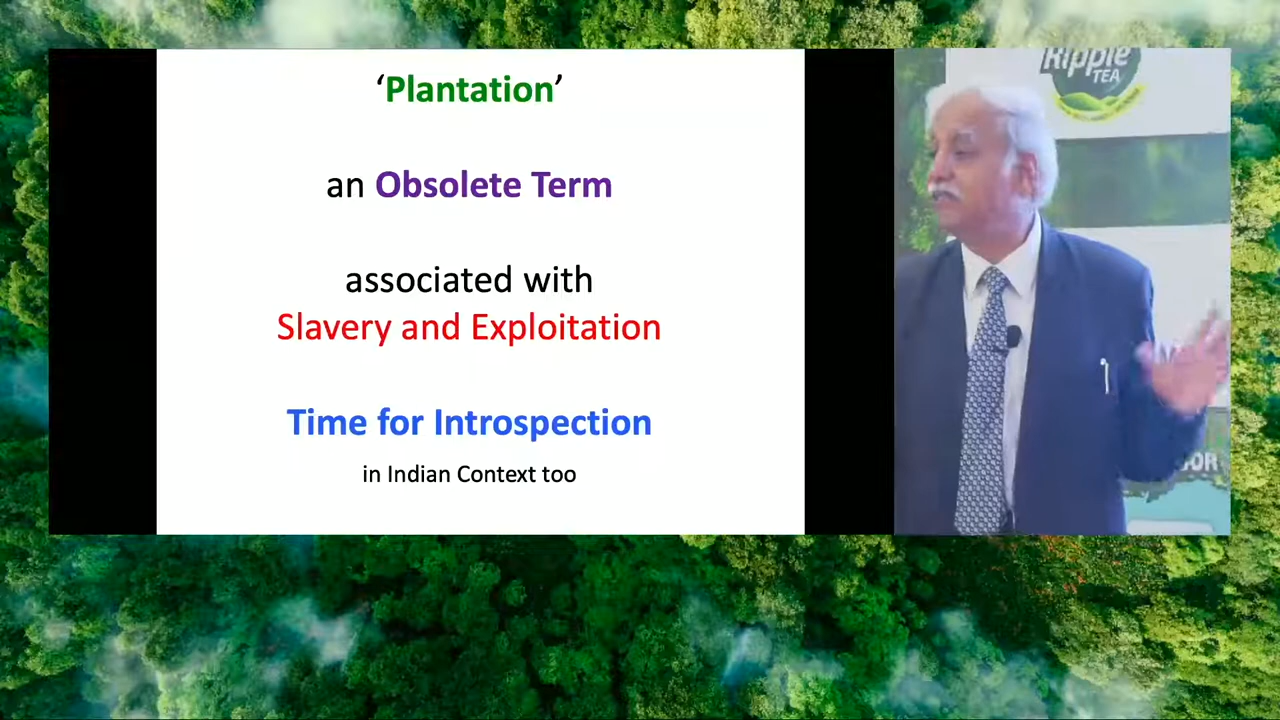 ‘Plantation’
an Obsolete Term
associated with
Slavery and Exploitation
Time for Introspection
in Indian Context too
Ripple
TEA